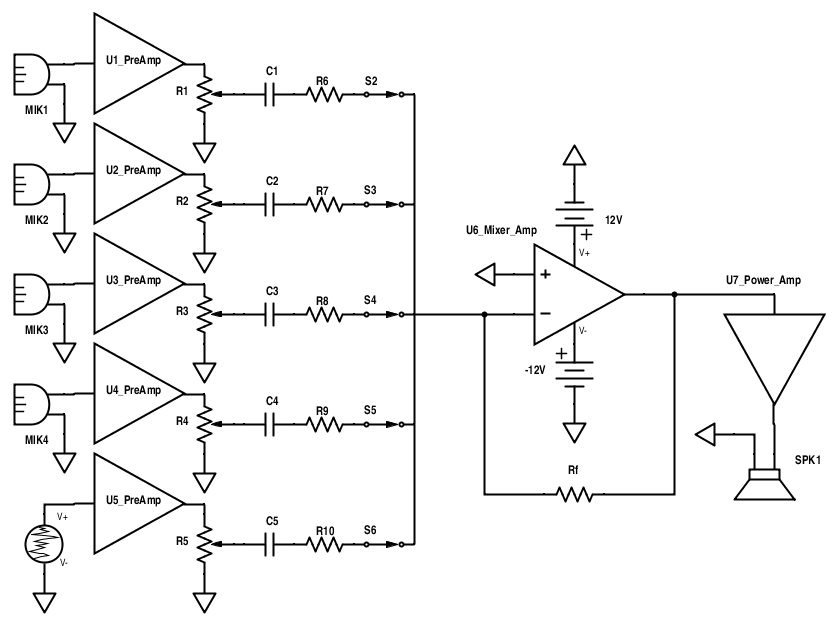 U1_PreAmp
MIK1
R1
C1
R6
S2
U2_PreAmp
MIK2
R2
C2
R7
S3
U3_PreAmp
MIK3
R3
C3
R8
S4
U4_PreAmp
MIK4
R4
C4
R9
S5
U5_PreAmp
V+
V-
R5
C5
R10
S6
U6_Mixer_Amp
12V
+
V+
+
−
V-
+
-12V
Rf
U7_Power_Amp
SPK1